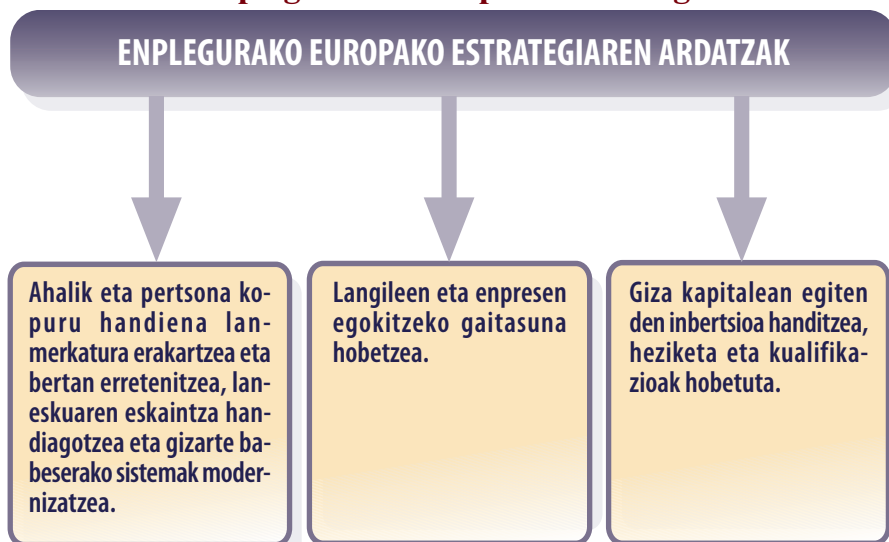 ENPLEGURAKO EUROPAKO ESTRATEGIAREN ARDATZAK
Ahalik eta pertsona ko-
puru handiena lan-
merkatura erakartzea eta
bertan erretenitzea, lan-
eskuaren eskaintza han-
diagotzea eta gizarte ba-
beserako sistemak moder-
nizatzea.
Langileen eta enpresen
egokitzeko gaitasuna
hobetzea.
Giza kapitalean egiten
den inbertsioa handitzea,
heziketa eta kualifika-
zioak hobetuta.